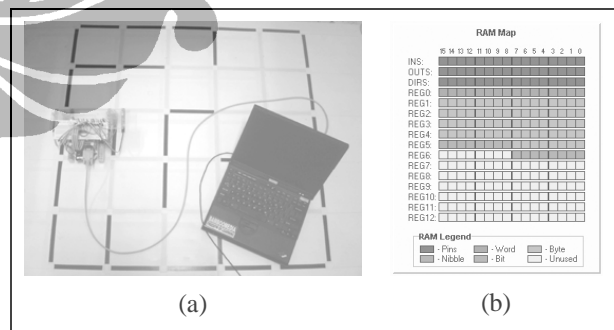 RAM Map
15 14 13 12 11 10 9 8 7 6 5 4 3 2 1 0
INS:
OUTS:
DIRS:
REG0:
REG1:
REG2:
REG3:
REG4:
REG5:
REG6:
REG7:
REG8:
REG9:
REG10:
REG11:
REG12:
RAM Legend
- Pins - Word - Byte
- Nibble - Bit - Unused
(a) (b)